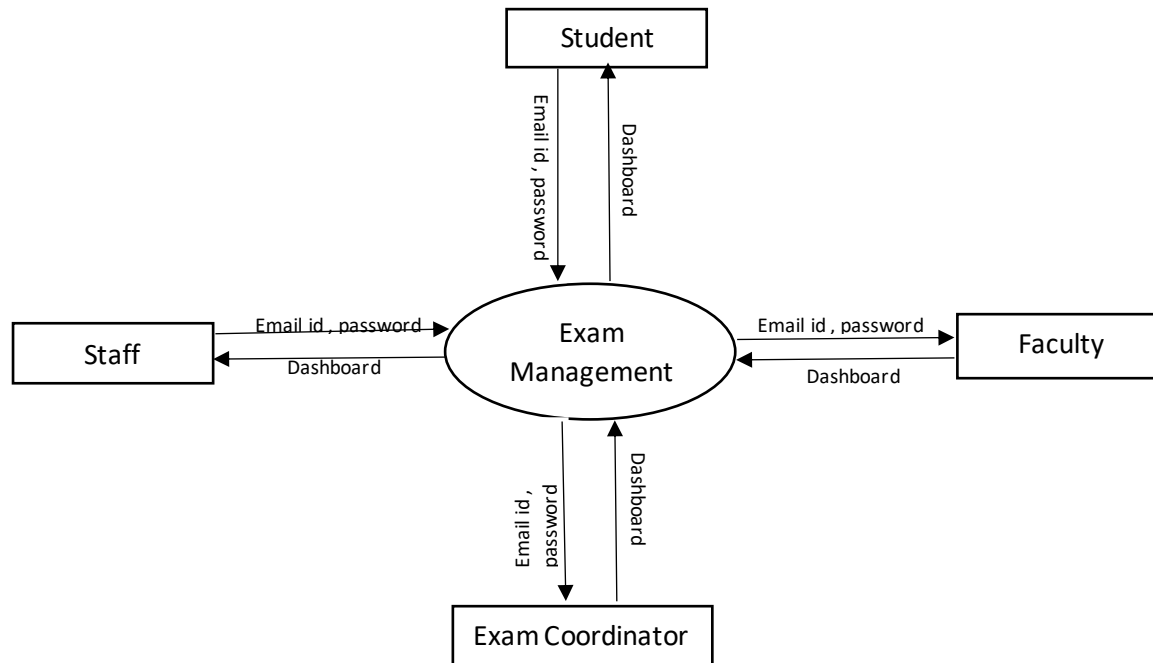 Student
Email id , password
Dashboard
Email id , password
Staff
Dashboard
Exam
Management
Email id , password
Faculty
Dashboard
Email id ,
password
Dashboard
Exam Coordinator